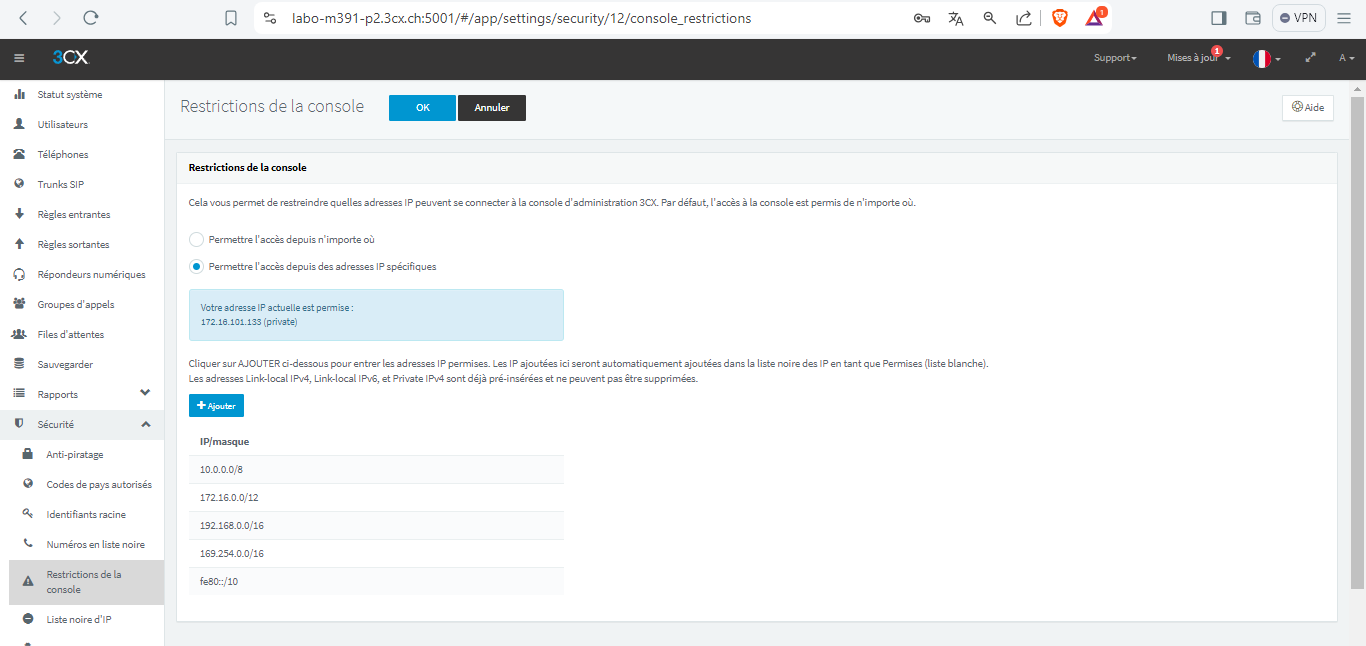 labo-m391-p2.3cx.ch:5001/#/app/settings/security/12/console_restrictions
1
VPN
3CX
Support
Mises à jour
1
A
Statut système
Utilisateurs
Téléphones
Trunks SIP
Règles entrantes
Règles sortantes
Répondeurs numériques
Groupes d'appels
Files d'attentes
Sauvegarder
Rapports
Sécurité
Anti-piratage
Codes de pays autorisés
Identifiants racine
Numéros en liste noire
Restrictions de la
console
Liste noire d'IP
Restrictions de la console
OK
Annuler
Aide
Restrictions de la console
Cela vous permet de restreindre quelles adresses IP peuvent se connecter à la console d'administration 3CX. Par défaut, l'accès à la console est permis de n'importe où.
Permettre l'accès depuis n'importe où
Permettre l'accès depuis des adresses IP spécifiques
Votre adresse IP actuelle est permise :
172.16.101.133 (private)
Cliquer sur AJOUTER ci-dessous pour entrer les adresses IP permises. Les IP ajoutées ici seront automatiquement ajoutées dans la liste noire des IP en tant que Permises (liste blanche).
Les adresses Link-local IPv4, Link-local IPv6, et Private IPv4 sont déjà pré-insérées et ne peuvent pas être supprimées.
+ Ajouter
IP/masque
10.0.0.0/8
172.16.0.0/12
192.168.0.0/16
169.254.0.0/16
fe80::/10